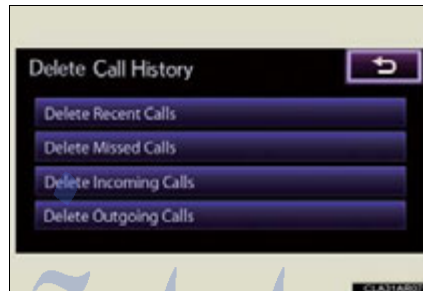 Delete Call History
Delete Recent Calls
Delete Missed Calls
Delete Incoming Calls
Delete Outgoing Calls